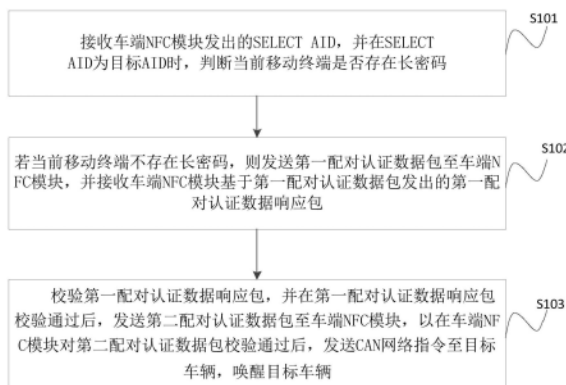 S101
接收车端NFC模块发出的SELECT AID，并在SELECT
AID为目标AID时，判断当前移动终端是否存在长密码
S102
若当前移动终端不存在长密码，则发送第一配对认证数据包至车端N
FC模块，并接收车端NFC模块基于第一配对认证数据包发出的第一配
对认证数据响应包
S103
校验第一配对认证数据响应包，并在第一配对认证数据响应包
校验通过后，发送第二配对认证数据包至车端NFC模块，以在车端NF
C模块对第二配对认证数据包校验通过后，发送CAN网络指令至目标
车辆，唤醒目标车辆